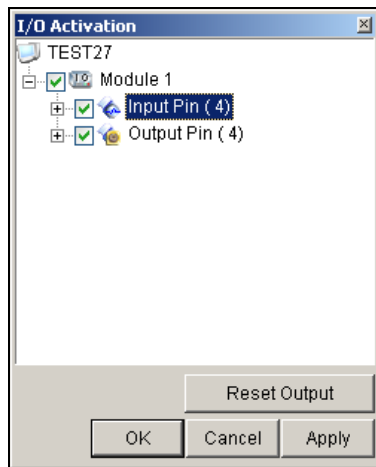 I/O Activation
TEST27
Module 1
Input Pin ( 4)
Output Pin ( 4)
Reset Output
OK Cancel Apply